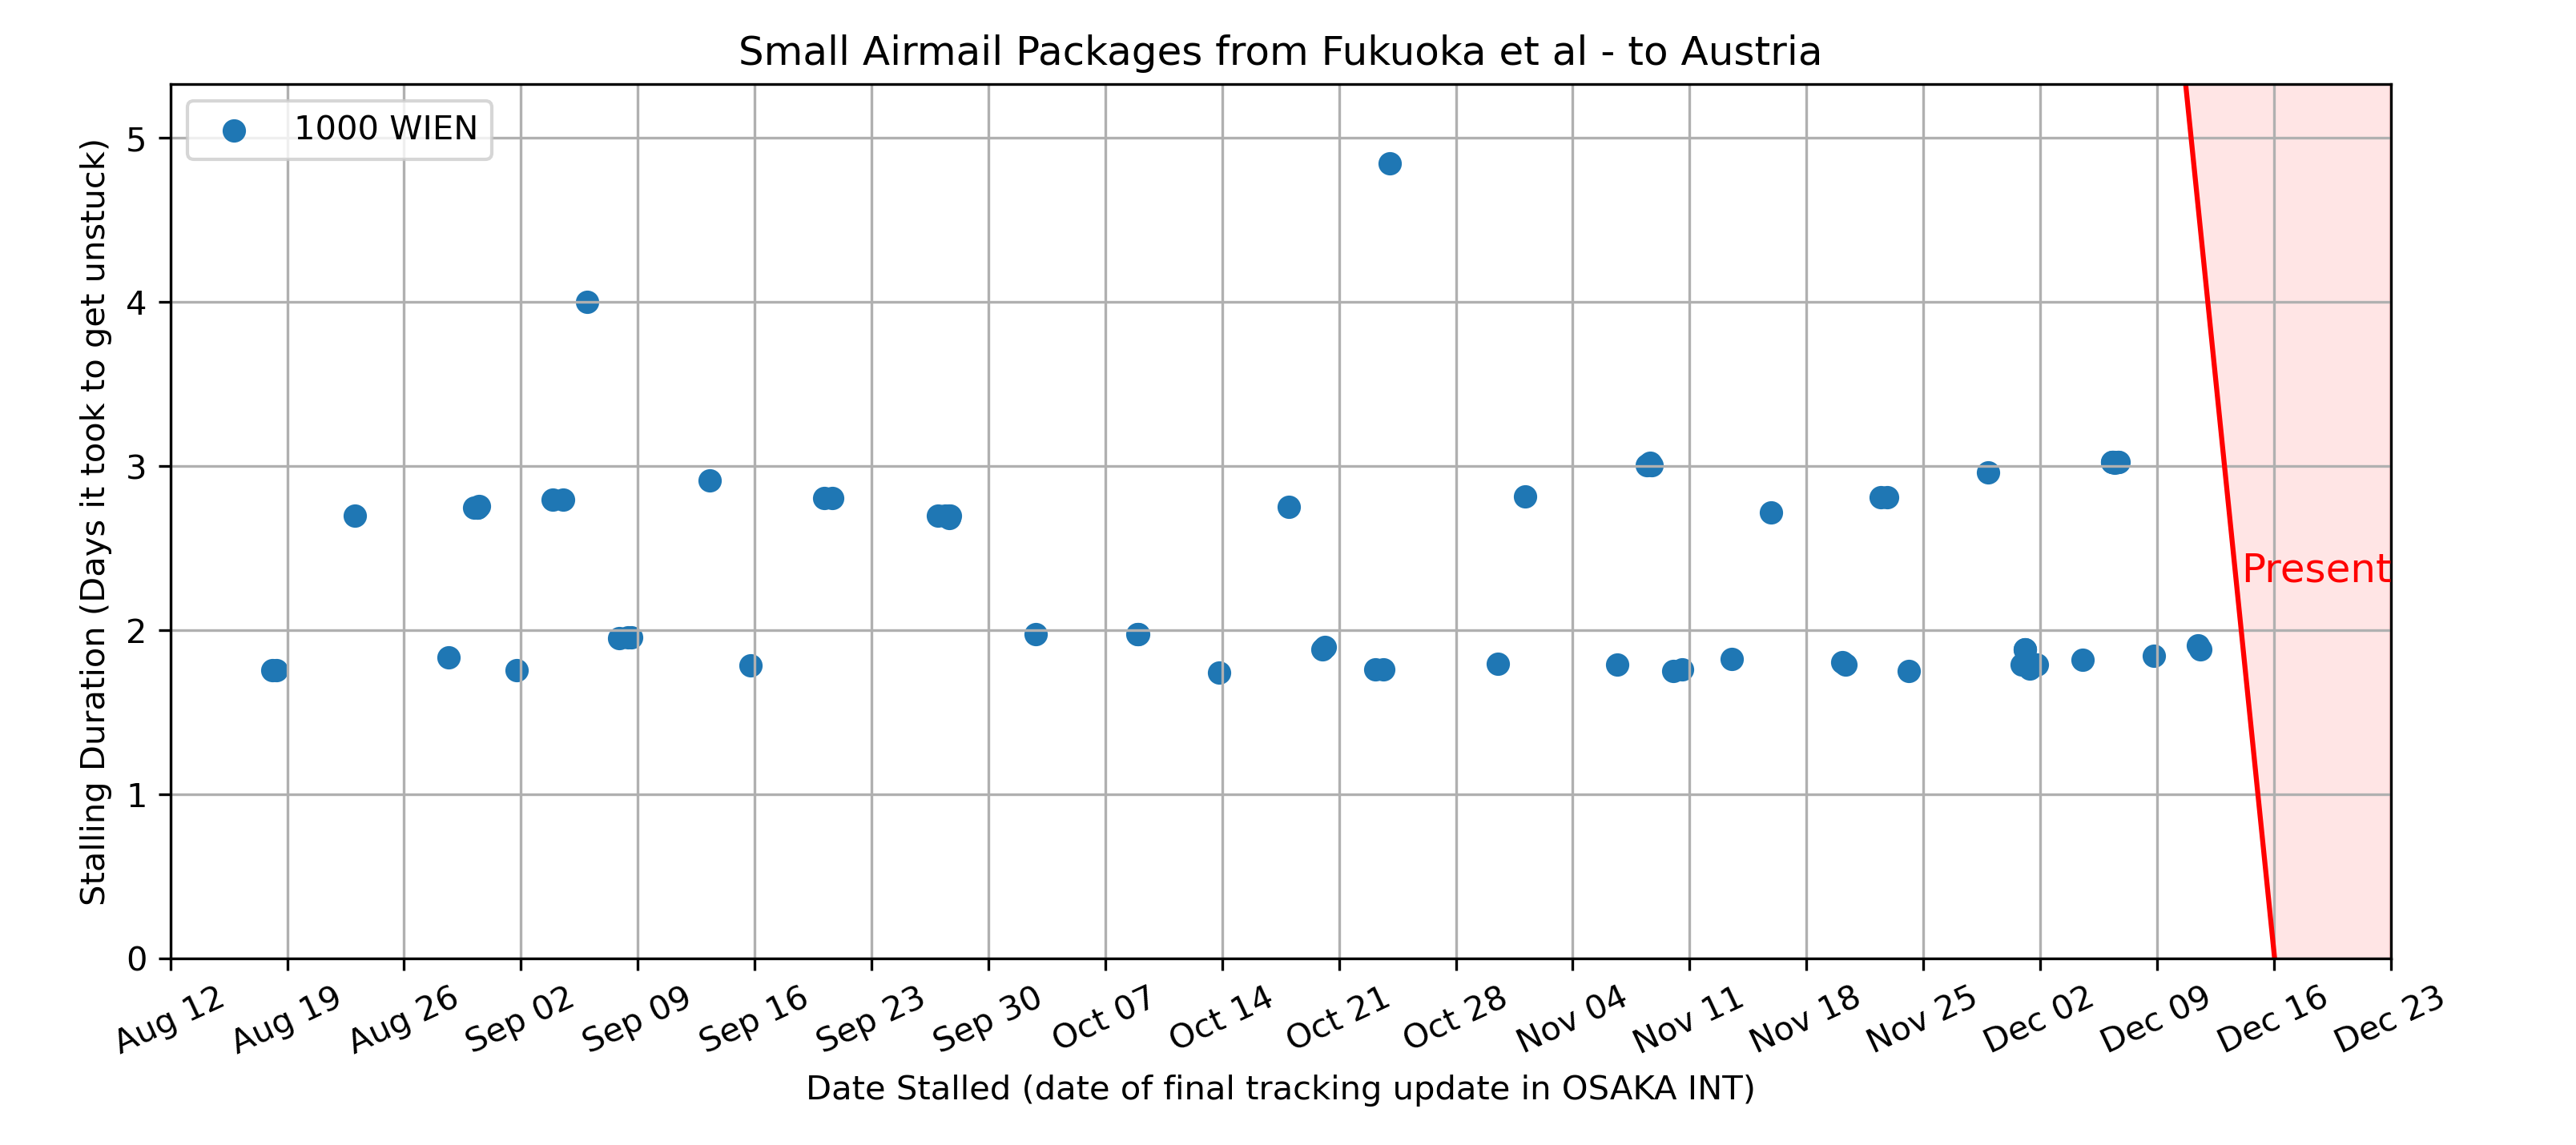 Small Airmail Packages from Fukuoka et al - to Austria
1000 WIEN
Stalling Duration (Days it took to get unstuck)
5
4
3
2
1
0
Present
Aug 12
Aug 19
Aug 26
Sep 02
Sep 09
Sep 16
Sep 23
Sep 30
Oct 07
Oct 14
Oct 21
Oct 28
Nov 04
Nov 11
Nov 18
Nov 25
Dec 02
Dec 09
Dec 16
Dec 23
Date Stalled (date of final tracking update in OSAKA INT)